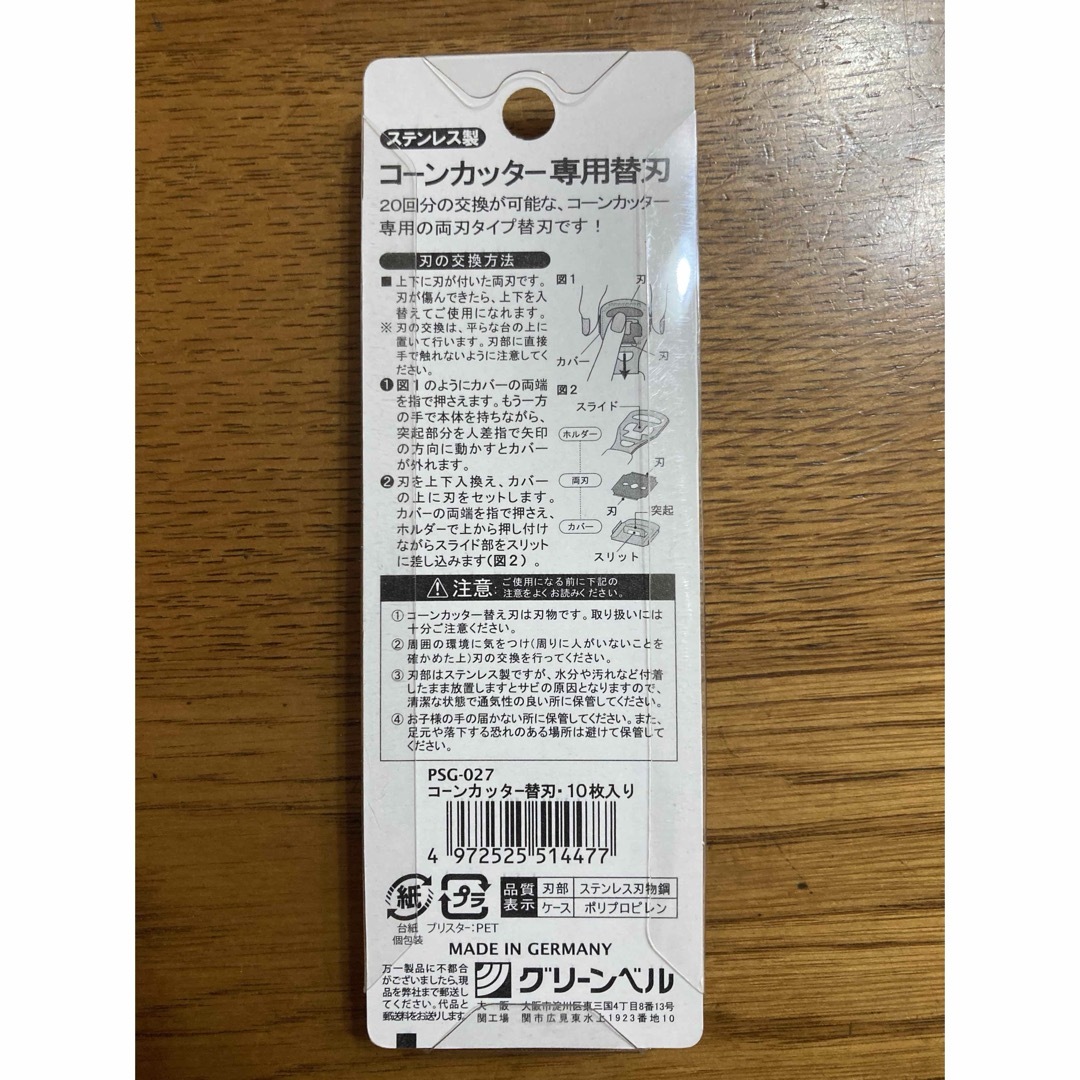 ステンレス製
コーンカッター専用替刃
20回分の交換が可能な、コーンカッター
専用の両刃タイプ替刃です！
刃の交換方法
■上下に刃が付いた両刃です。
刃が傷んできたら、上下を入
替えてご使用になれます。
※刃の交換は、平らな台の上に
置いて行います。刃部に直接
手で触れないように注意してく
ださい。
❶図1のようにカバーの両端
を指で押さえます。もう一方
の手で本体を持ちながら、
突起部分を人差指で矢印
の方向に動かすとカバー
が外れます。
❷刃を上下入換え、カバー
の上に刃をセットします。
カバーの両端を指で押さえ、
ホルダーで上から押し付け
ながらスライド部をスリット
に差し込みます(図2)。
図1
刃
カバー
刃
図2
スライド
ホルダー
刃
両刃
刃
突起
カバー
スリット
注意:
ご使用になる前に下記の
注意をよくお読みください。
①コーンカッター替え刃は刃物です。取り扱いには
十分ご注意ください。
②周囲の環境に気をつけ(周りに人がいないことを
確かめた上)刃の交換を行ってください。
③刃部はステンレス製ですが、水分や汚れなど付着
したまま放置しますとサビの原因となりますので、
清潔な状態で通気性の良い所に保管してください。
④お子様の手の届かない所に保管してください。また、
足元や落下する恐れのある場所は避けて保管して
ください。
PSG-027
コーンカッター替刃・10枚入り
4 972525 514477
紙
プラ
台紙
個包装
ブリスター:PET
品質
表示
刃部 ステンレス刃物鋼
ケース ポリプロピレン
MADE IN GERMANY
万一製品に不都合
がございましたら、現
品を弊社まで郵送し
てください。代品と
郵送料をお送りします
グリーンベル
大阪 大阪市淀川区東三国4丁目8番13号
関工場 関市広見東水上1923番地10